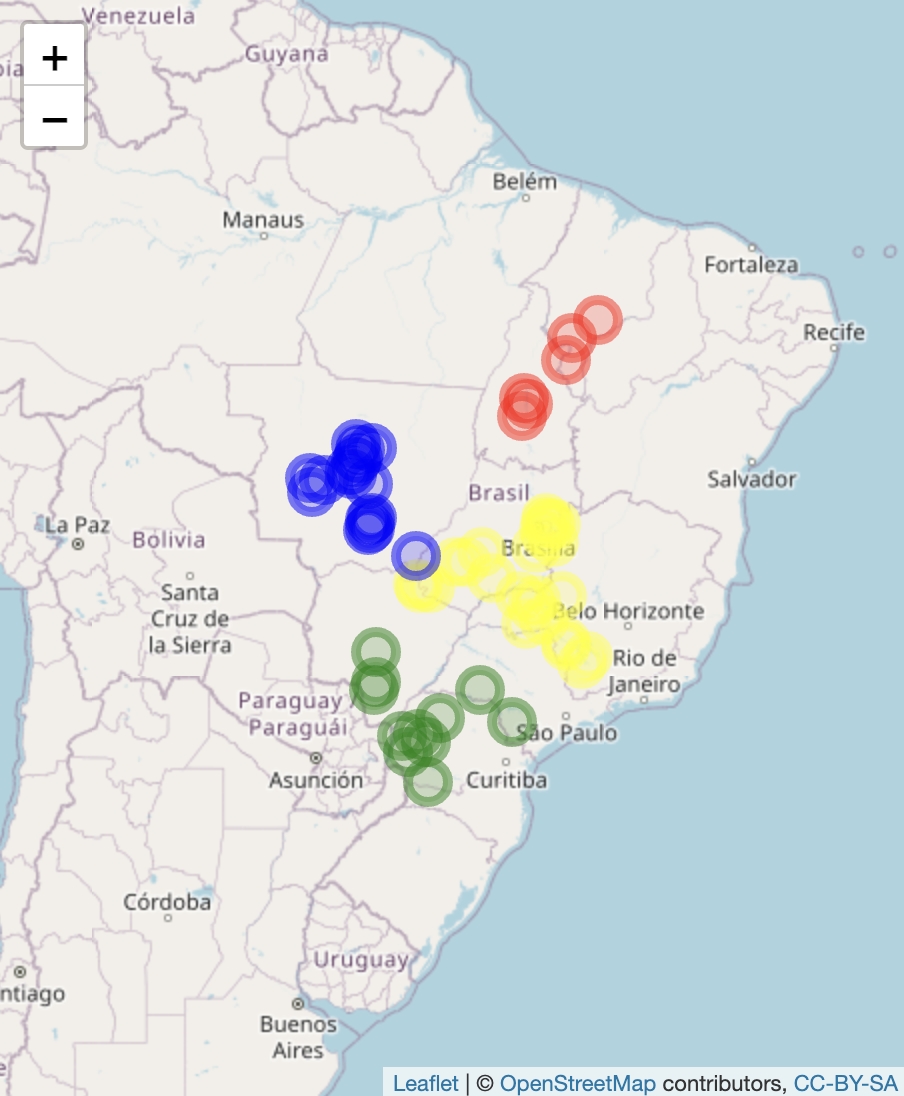 Venezuela
+
Guyana
−
Belém
Manaus
Fortaleza
Recife
Salvador
Brasil
La Paz
Bolivia
Santa
Cruz de
la Sierra
Belo Horizonte
Rio de
Janeiro
Paraguay /
Paraguái
São Paulo
Asunción
Curitiba
Córdoba
Uruguay
ntiago
Buenos
Aires
Leaflet | © OpenStreetMap contributors, CC-BY-SA